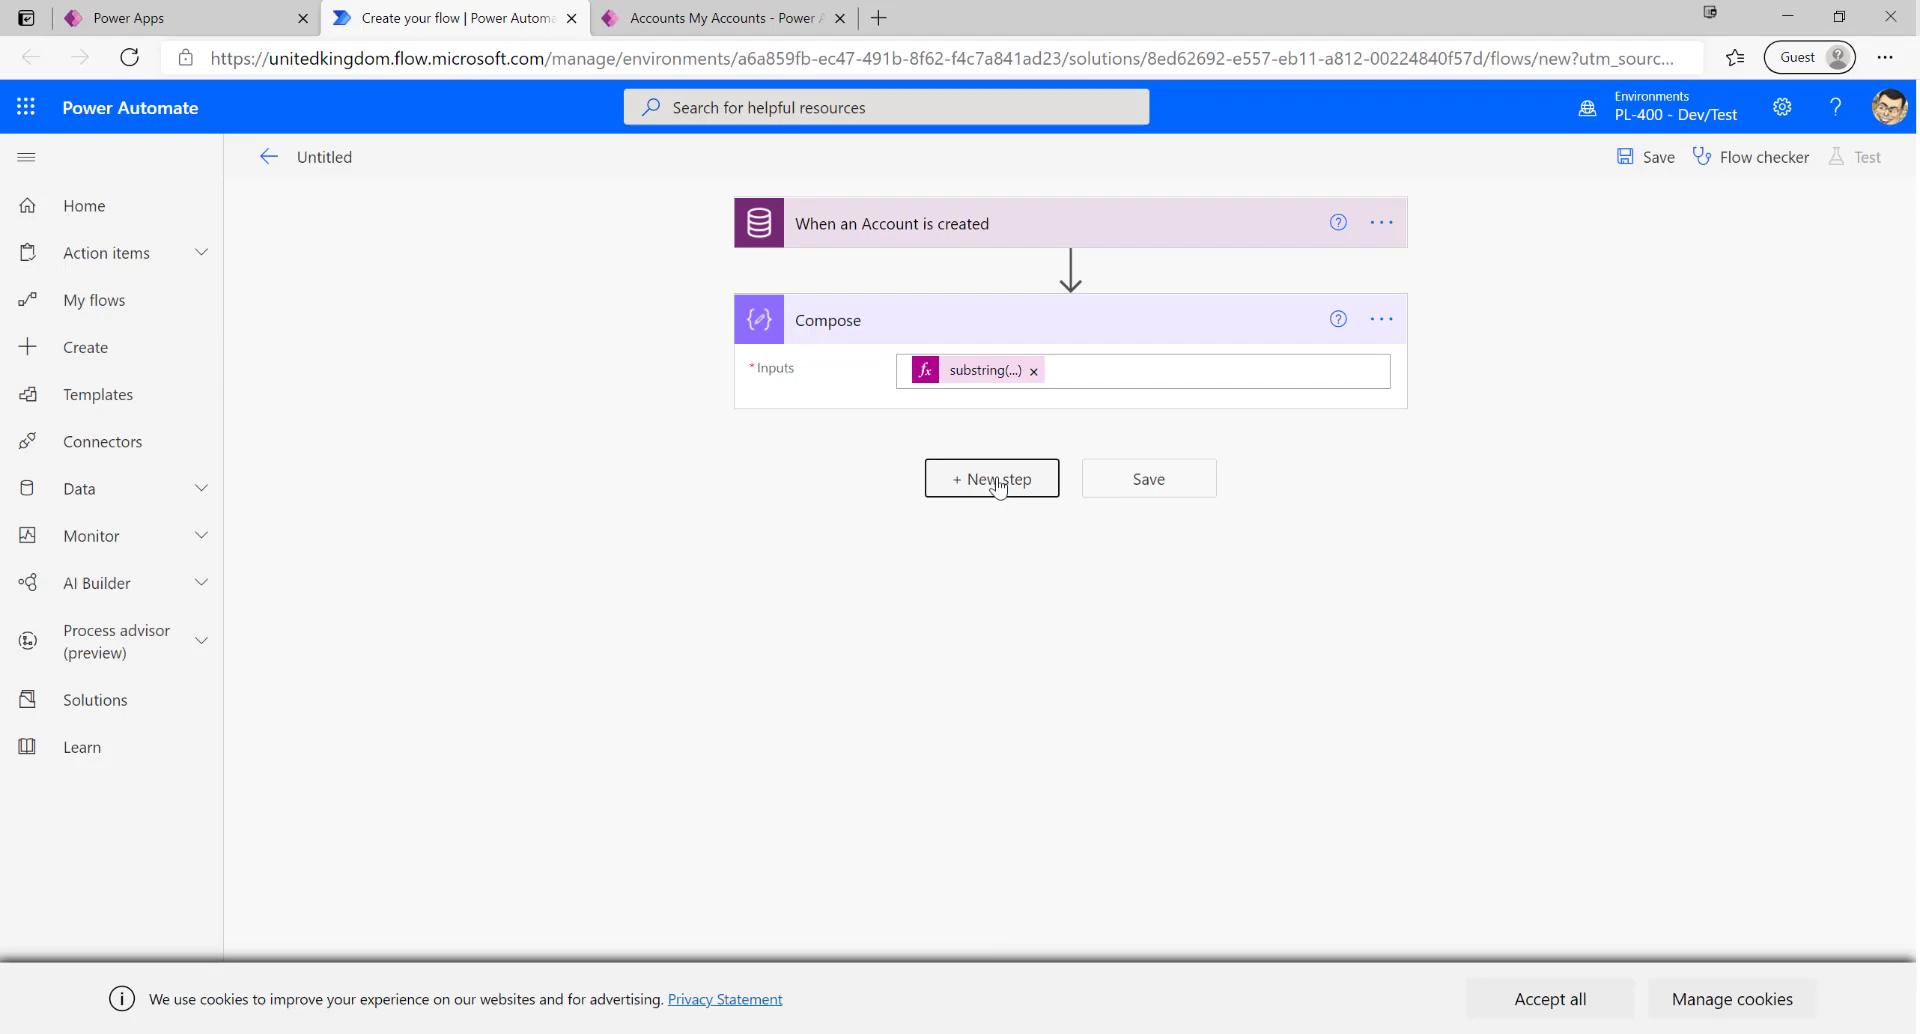 Power Apps
Create your flow | Power Automa
Accounts My Accounts - Power A
https://unitedkingdom.flow.microsoft.com/manage/environments/a6a859fb-ec47-491b-8f62-f4c7a841ad23/solutions/8ed62692-e557-eb11-a812-00224840f57d/flows/new?utm_sourc...
Guest
Power Automate
Search for helpful resources
Environments
PL-400 - Dev/Test
Untitled
Save
Flow checker
Test
Home
Action items
My flows
Create
Templates
Connectors
Data
Monitor
AI Builder
Process advisor
(preview)
Solutions
Learn
When an Account is created
Compose
* Inputs
fx substring(...) ×
+ New step
Save
We use cookies to improve your experience on our websites and for advertising. Privacy Statement
Accept all
Manage cookies